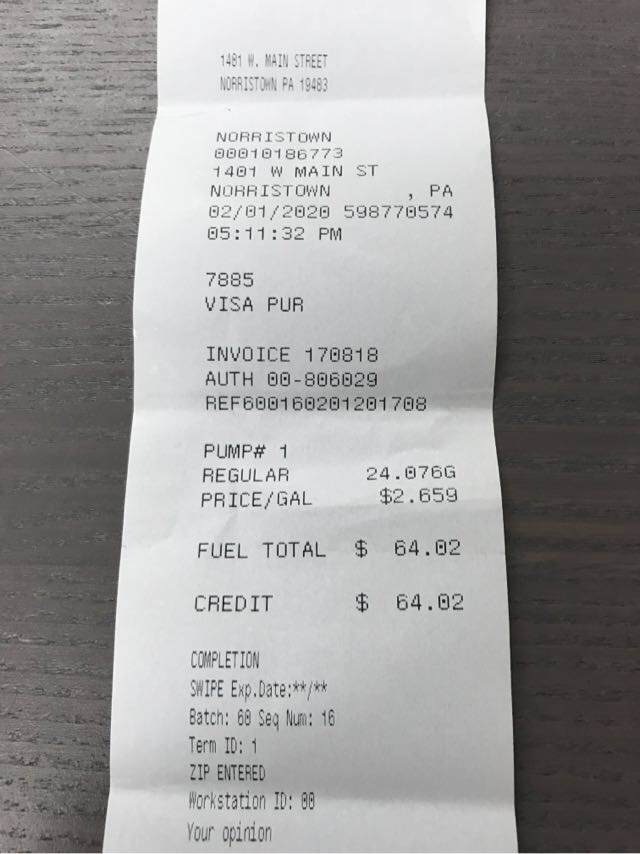 1481 W. MAIN STREET
NORRISTOWN PA 19483
NORRISTOWN
00010186773
1401 W MAIN ST
NORRISTOWN , PA
02/01/2020 598770574
05:11:32 PM
7885
VISA PUR
INVOICE 170818
AUTH 00-806029
REF600160201201708
PUMP# 1
REGULAR 24.076G
PRICE/GAL $2.659
FUEL TOTAL $ 64.02
CREDIT $ 64.02
COMPLETION
SWIPE Exp.Date:**/**
Batch: 60 Seq Num: 16
Term ID: 1
ZIP ENTERED
Workstation ID: 00
Your opinion